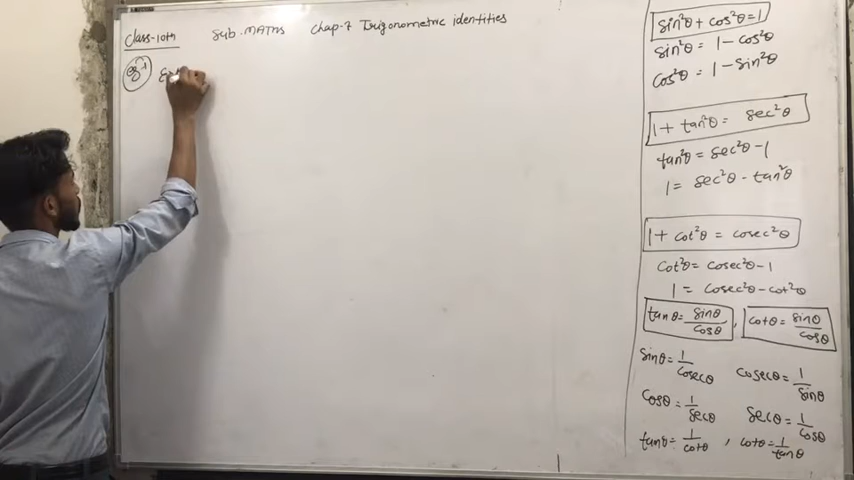 Class-10th Sub. MATHS Chap-7 Trigonometric identities
sin²θ + cos²θ = 1
sin²θ = 1 - cos²θ
cos²θ = 1 - sin²θ
1 + tan²θ = sec²θ
tan²θ = sec²θ - 1
1 = sec²θ - tan²θ
1 + cot²θ = cosec²θ
cot²θ = cosec²θ - 1
1 = cosec²θ - cot²θ
tanθ = sinθ/cosθ , cotθ = sinθ/cosθ
sinθ = 1/cosecθ cosecθ = 1/sinθ
cosθ = 1/secθ secθ = 1/cosθ
tanθ = 1/cotθ , cotθ = 1/tanθ